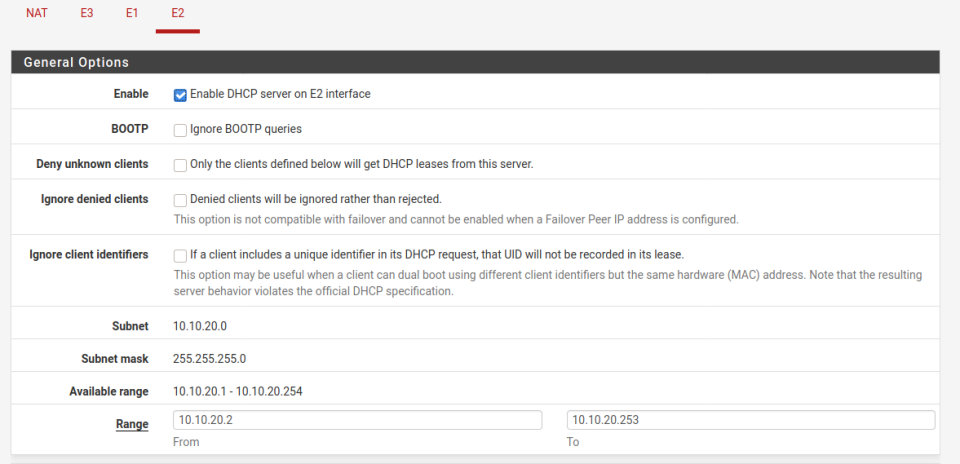 NAT E3 E1 E2
General Options
Enable Enable DHCP server on E2 interface
BOOTP Ignore BOOTP queries
Deny unknown clients Only the clients defined below will get DHCP leases from this server.
Ignore denied clients Denied clients will be ignored rather than rejected.
This option is not compatible with failover and cannot be enabled when a Failover Peer IP address is configured.
Ignore client identifiers If a client includes a unique identifier in its DHCP request, that UID will not be recorded in its lease.
This option may be useful when a client can dual boot using different client identifiers but the same hardware (MAC) address. Note that the resulting
server behavior violates the official DHCP specification.
Subnet 10.10.20.0
Subnet mask 255.255.255.0
Available range 10.10.20.1 - 10.10.20.254
Range 10.10.20.2 10.10.20.253
From To